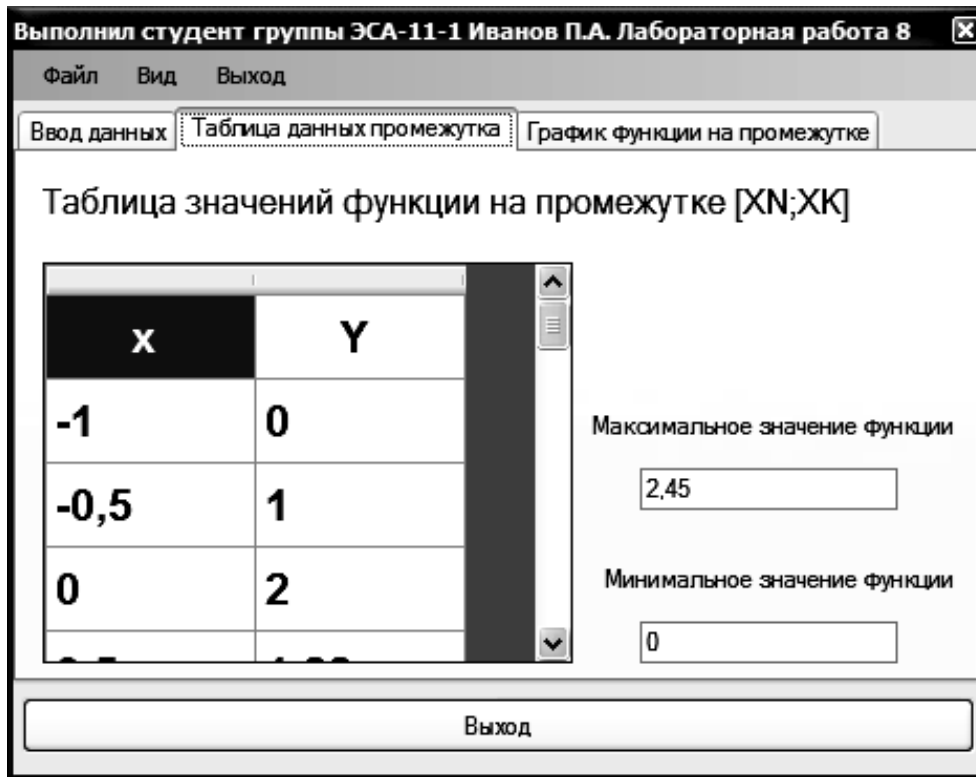 Выполнил студент группы ЭСА-11-1 Иванов П.А. Лабораторная работа 8
Файл Вид Выход
Ввод данных Таблица данных промежутка График функции на промежутке
Таблица значений функции на промежутке [XN;XK]
x Y
-1 0
Максимальное значение функции
-0,5 1
2,45
0 2
Минимальное значение функции
0
Выход